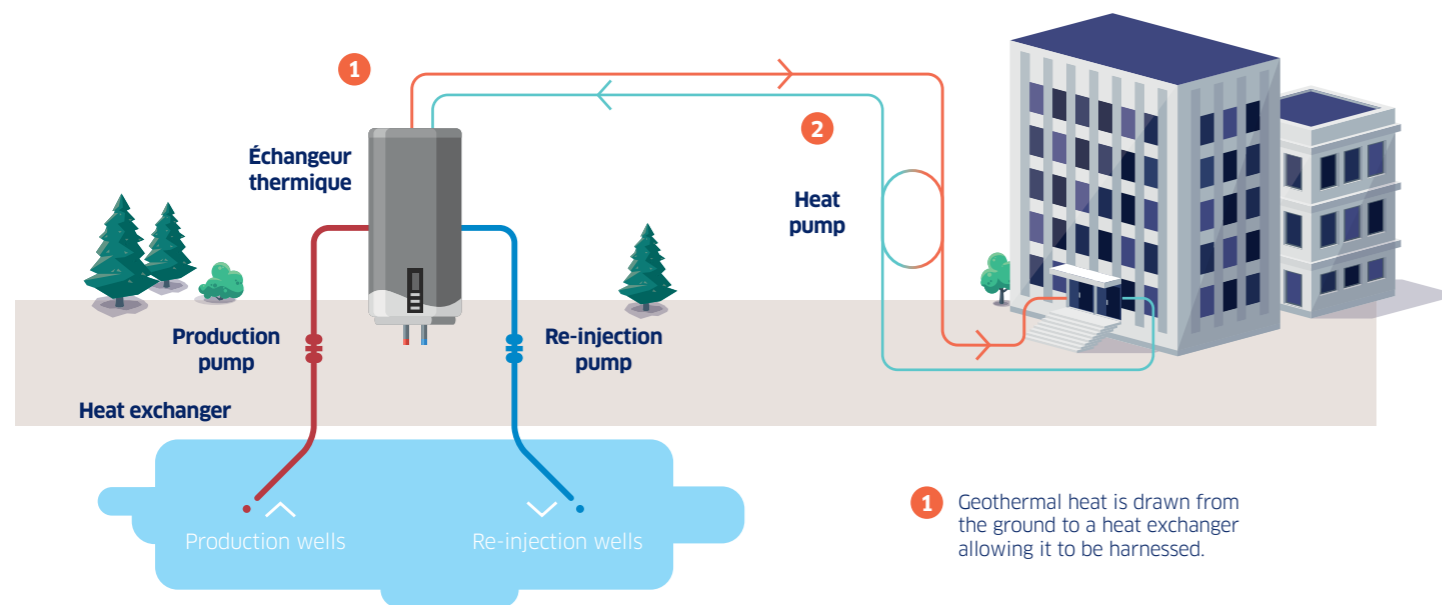 1
2
Échangeur
thermique
Heat
pump
Production
pump
Re-injection
pump
Heat exchanger
Production wells
Re-injection wells
1 Geothermal heat is drawn from
the ground to a heat exchanger
allowing it to be harnessed.